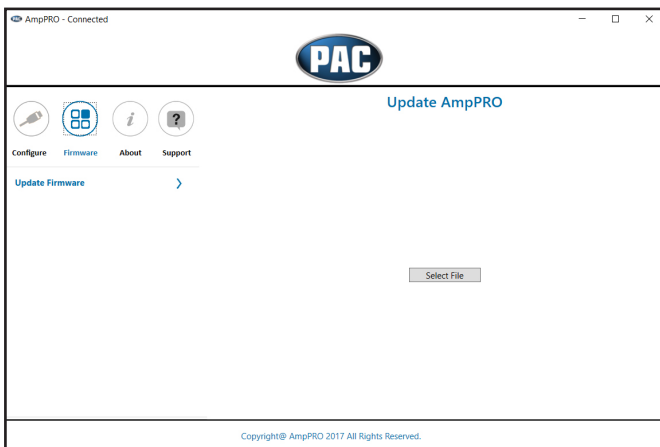 AmpPRO - Connected
PAC
Update AmpPRO
?
Configure Firmware About Support
Update Firmware
Select File
Copyright@ AmpPRO 2017 All Rights Reserved.